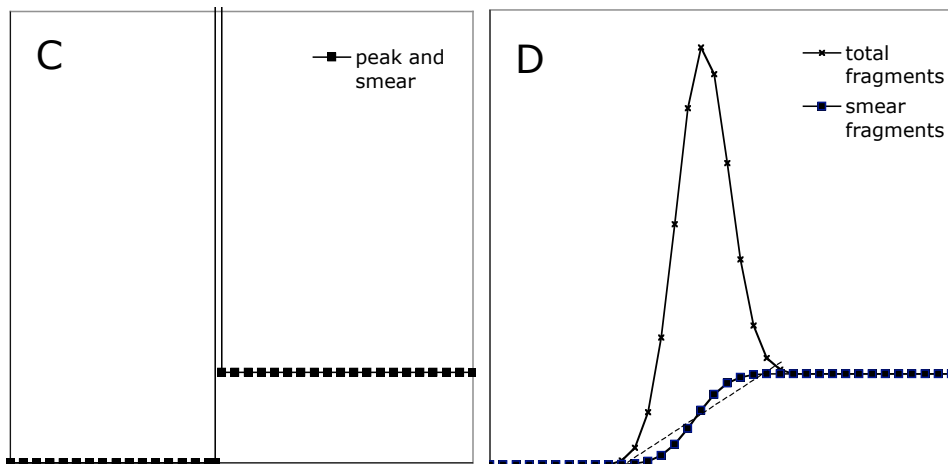 C
peak and
smear
D
total
fragments
smear
fragments